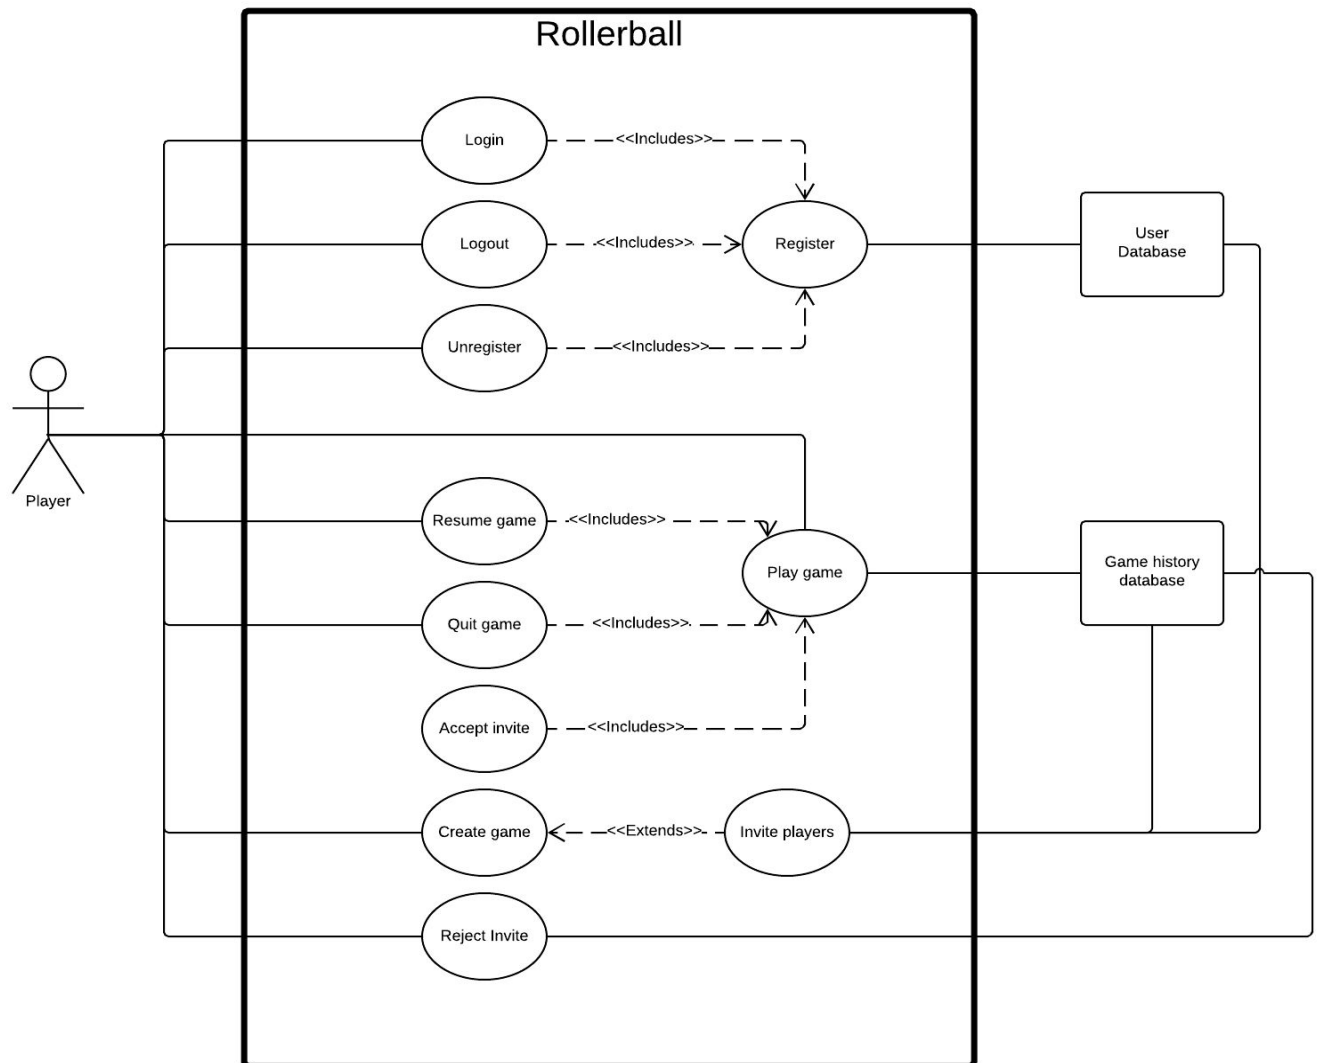 Rollerball
Login
<<Includes>>
Logout
<<Includes>>
Register
User
Database
Unregister
<<Includes>>
Player
Resume game
<<Includes>>
Play game
Game history
database
Quit game
<<Includes>>
Accept invite
<<Includes>>
Create game
<<Extends>>
Invite players
Reject Invite